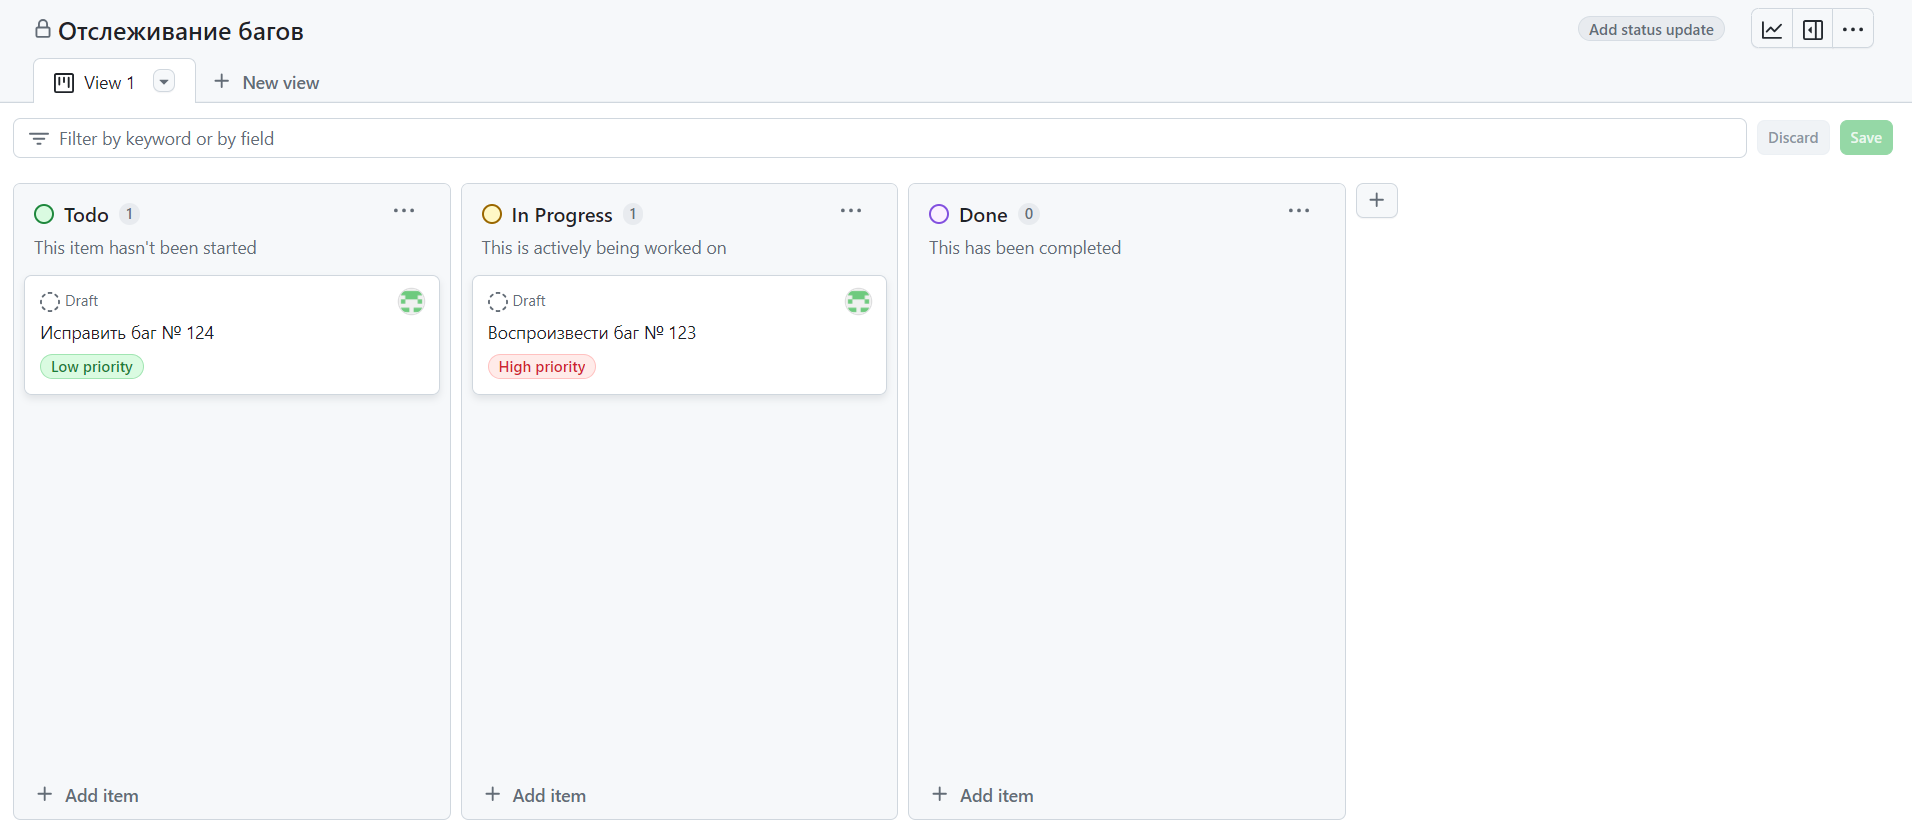 Отслеживание багов
Add status update
View 1
New view
Filter by keyword or by field
Discard
Save
Todo 1
This item hasn't been started
Draft
Исправить баг № 124
Low priority
Add item
In Progress 1
This is actively being worked on
Draft
Воспроизвести баг № 123
High priority
Add item
Done 0
This has been completed
Add item